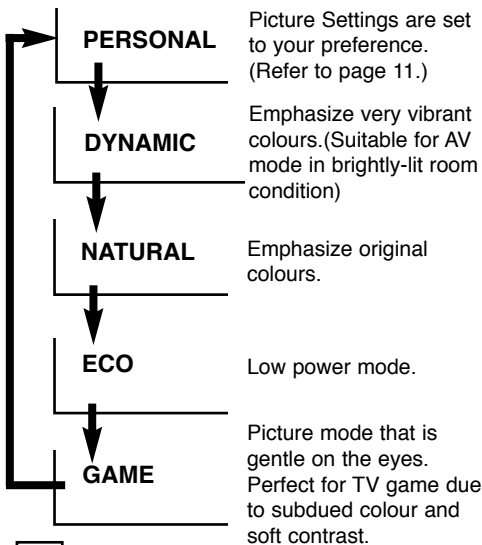 PERSONAL
Picture Settings are set
to your preference.
(Refer to page 11.)
DYNAMIC
Emphasize very vibrant
colours.(Suitable for AV
mode in brightly-lit room
condition)
NATURAL
Emphasize original
colours.
ECO
Low power mode.
GAME
Picture mode that is
gentle on the eyes.
Perfect for TV game due
to subdued colour and
soft contrast.